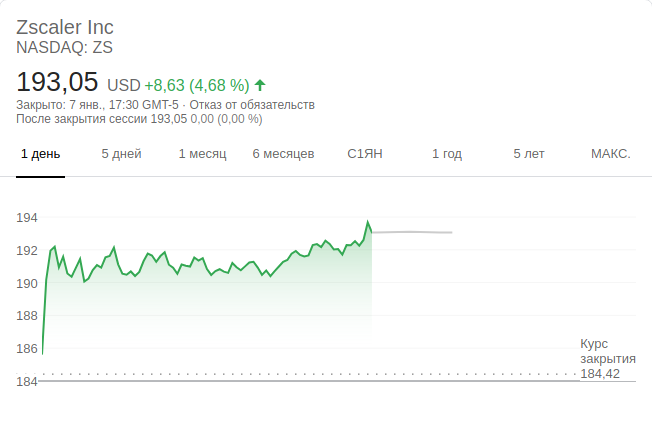 Zscaler Inc
NASDAQ: ZS
193,05 USD +8,63 (4,68 %)
Закрыто: 7 янв., 17:30 GMT-5 · Отказ от обязательств
После закрытия сессии 193,05 0,00 (0,00 %)
1 день 5 дней 1 месяц 6 месяцев С1ЯН 1 год 5 лет МАКС.
194
192
190
188
186
Курс
закрытия
184,42
184